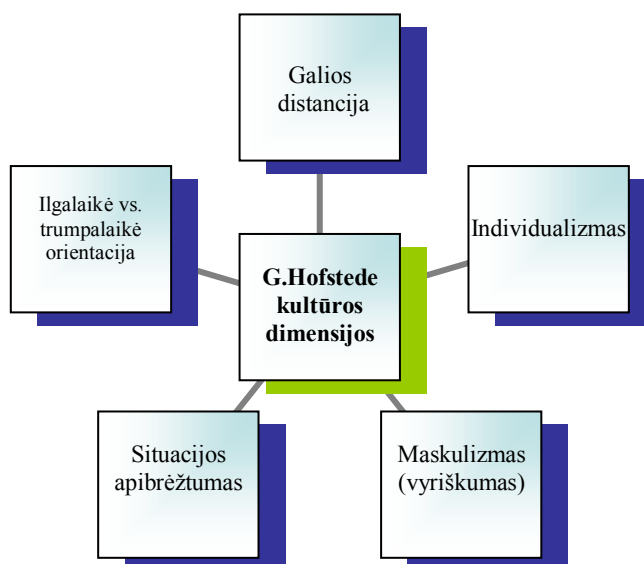 Galios
distancija
Ilgalaikė vs.
trumpalaikė
orientacija
Individualizmas
G.Hofstede
kultūros
dimensijos
Situacijos
apibrėžtumas
Maskulizmas
(vyriškumas)